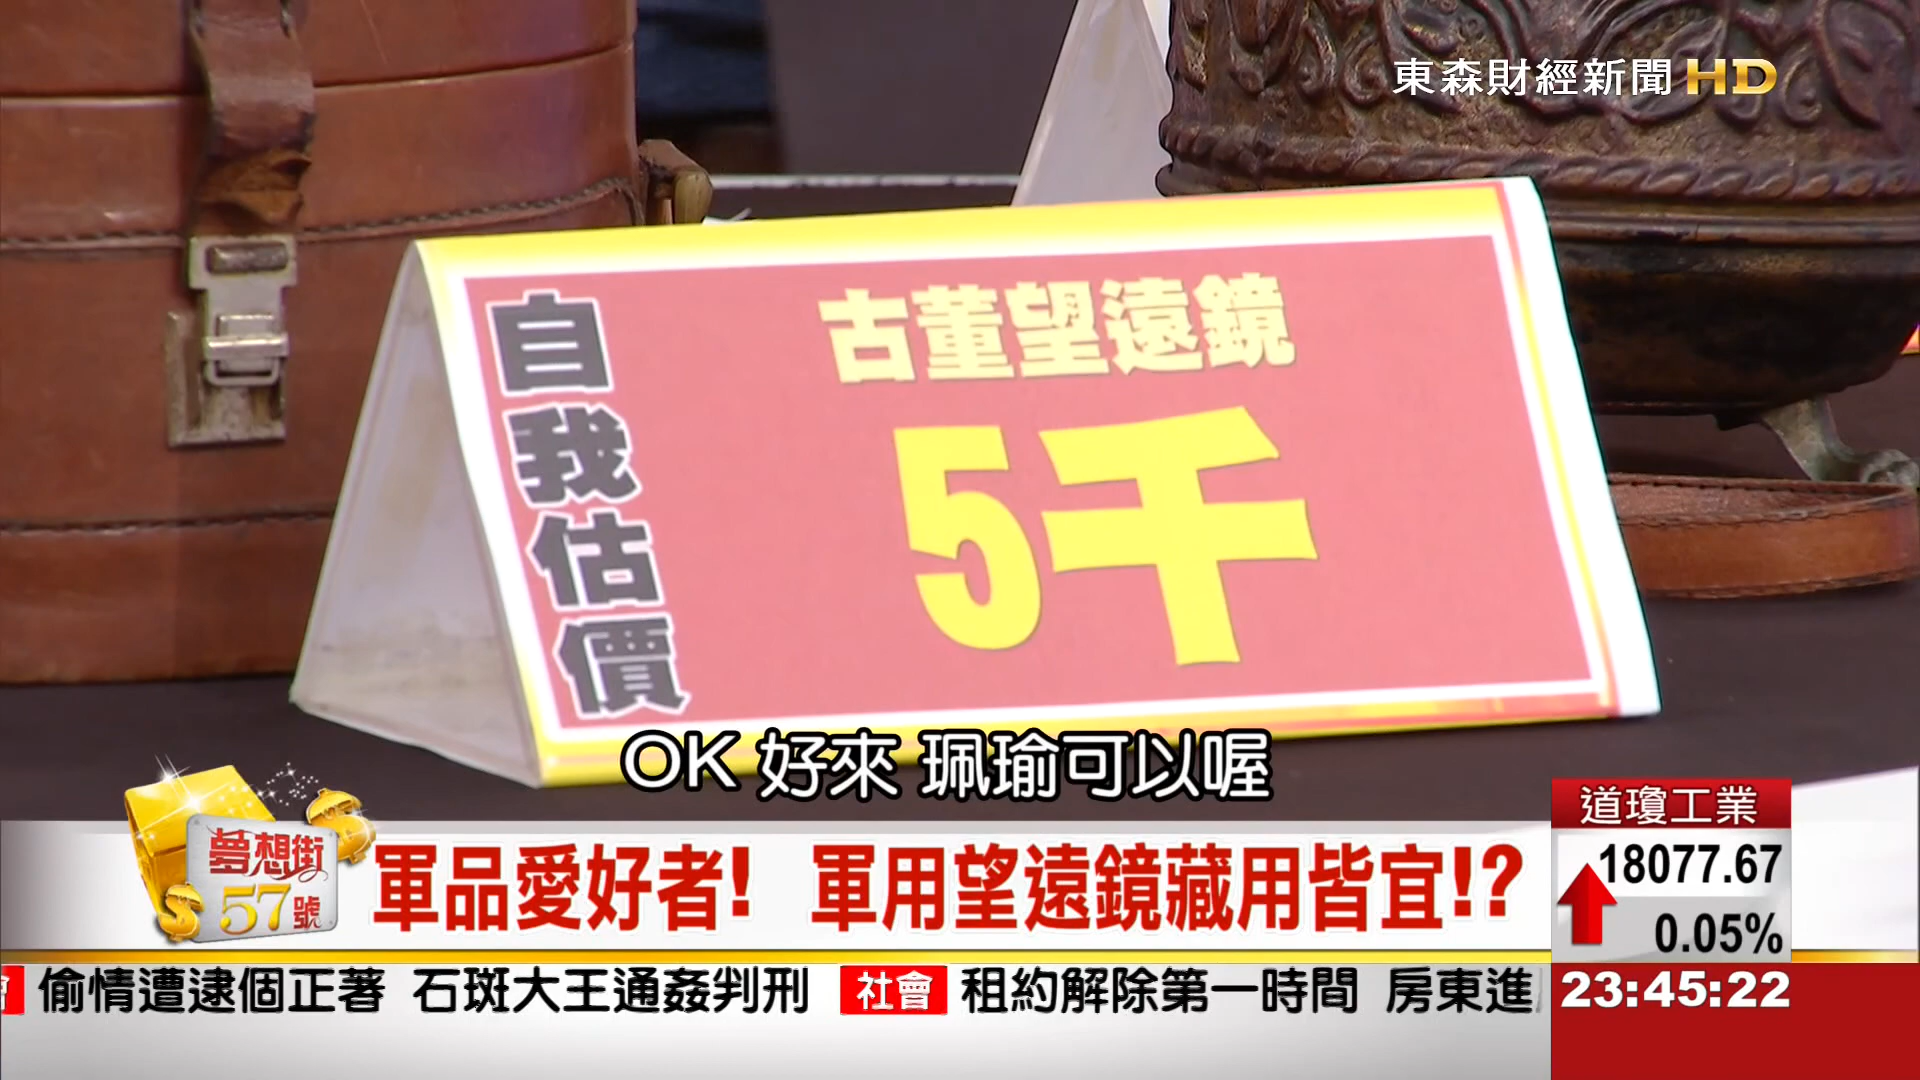 東森財經新聞 HD
自我估價
古董望遠鏡
5千
OK 好來 珮瑜可以喔
夢想街
57號
軍品愛好者! 軍用望遠鏡藏用皆宜!?
道瓊工業
18077.67
0.05%
偷情遭逮個正著 石斑大王通姦判刑 社會 租約解除第一時間 房東進
23:45:22